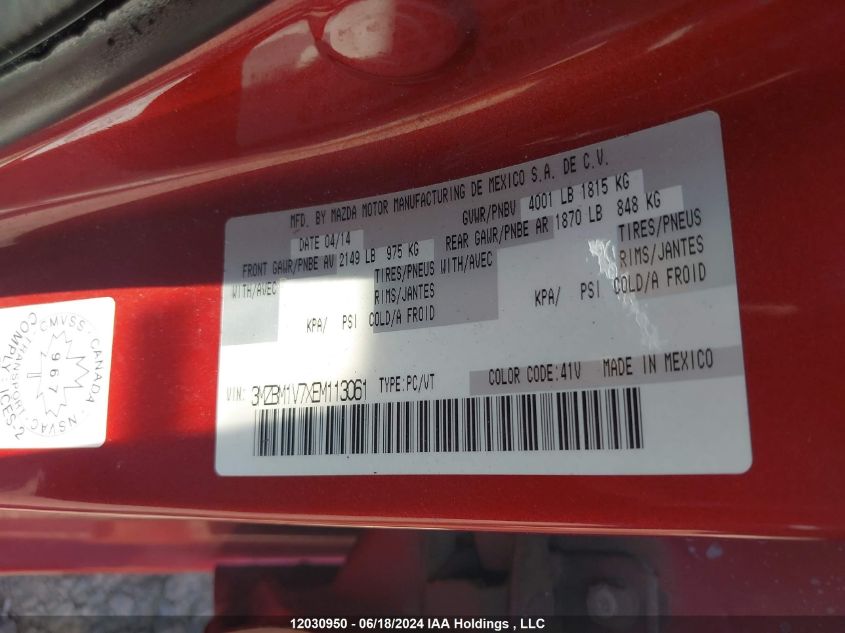 MFD. BY MAZDA MOTOR MANUFACTURING DE MEXICO S.A. DE C.V.
DATE 04/14 GVWR/PNBV 4001 LB 1815 KG
FRONT GAWR/PNBE AV 2149 LB 975 KG REAR GAWR/PNBE AR 1870 LB 848 KG
WITH/AVEC TIRES/PNEUS WITH/AVEC TIRES/PNEUS
RIMS/JANTES RIMS/JANTES
KPA/ PSI COLD/A FROID KPA/ PSI COLD/A FROID
VIN: 3MZBM1V7XEM113061 TYPE:PC/VT COLOR CODE:41V MADE IN MEXICO
CMVSS
CANADA
NSVAC
TRANSPORT
967
12030950 - 06/18/2024 IAA Holdings , LLC